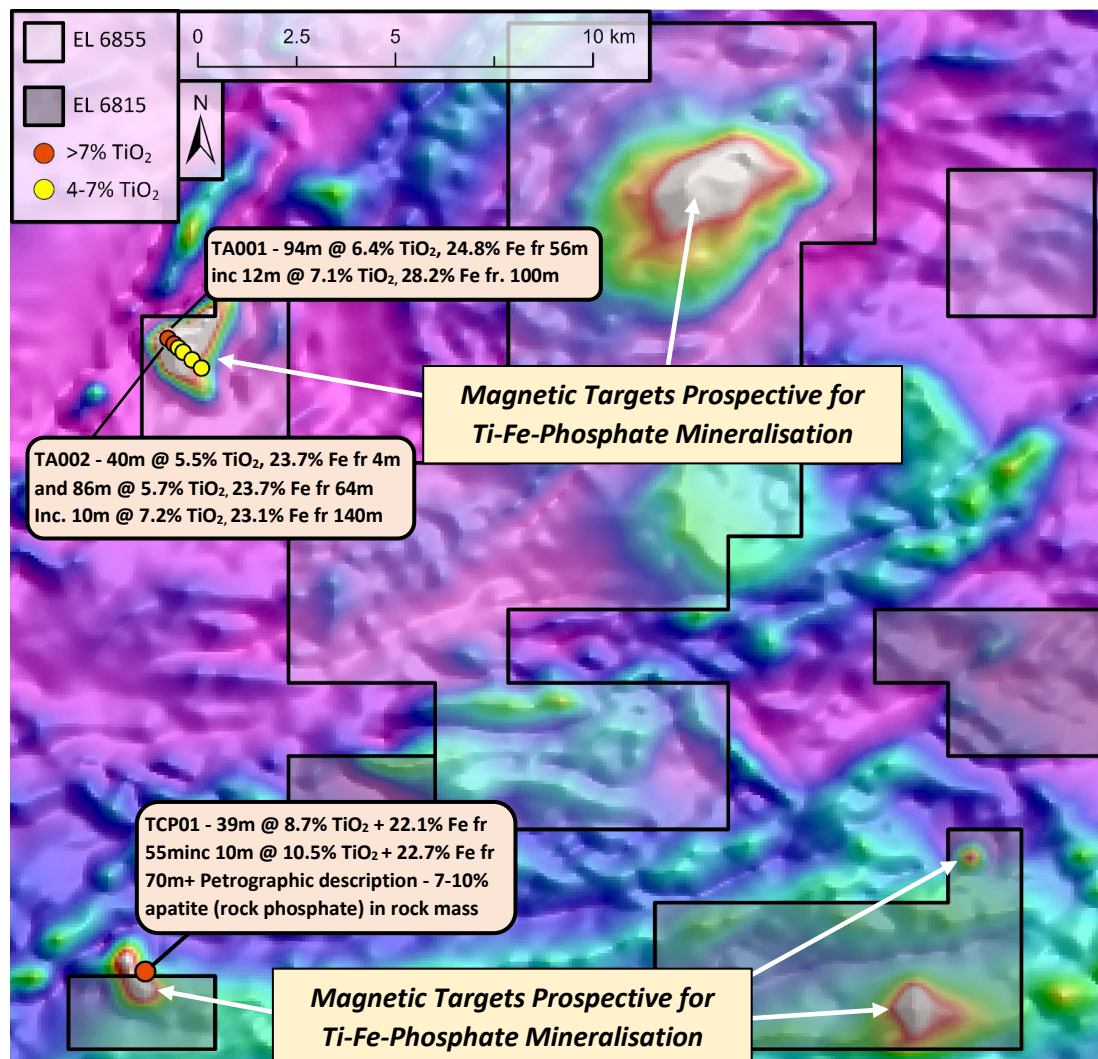 EL 6855
0 2.5 5 10 km
EL 6815
N
>7% TiO₂
4-7% TiO₂
TA001 - 94m @ 6.4% TiO₂, 24.8% Fe fr 56m
inc 12m @ 7.1% TiO₂, 28.2% Fe fr. 100m
Magnetic Targets Prospective for
Ti-Fe-Phosphate Mineralisation
TA002 - 40m @ 5.5% TiO₂, 23.7% Fe fr 4m
and 86m @ 5.7% TiO₂, 23.7% Fe fr 64m
Inc. 10m @ 7.2% TiO₂, 23.1% Fe fr 140m
TCP01 - 39m @ 8.7% TiO₂ + 22.1% Fe fr
55minc 10m @ 10.5% TiO₂ + 22.7% Fe fr
70m+ Petrographic description - 7-10%
apatite (rock phosphate) in rock mass
Magnetic Targets Prospective for
Ti-Fe-Phosphate Mineralisation